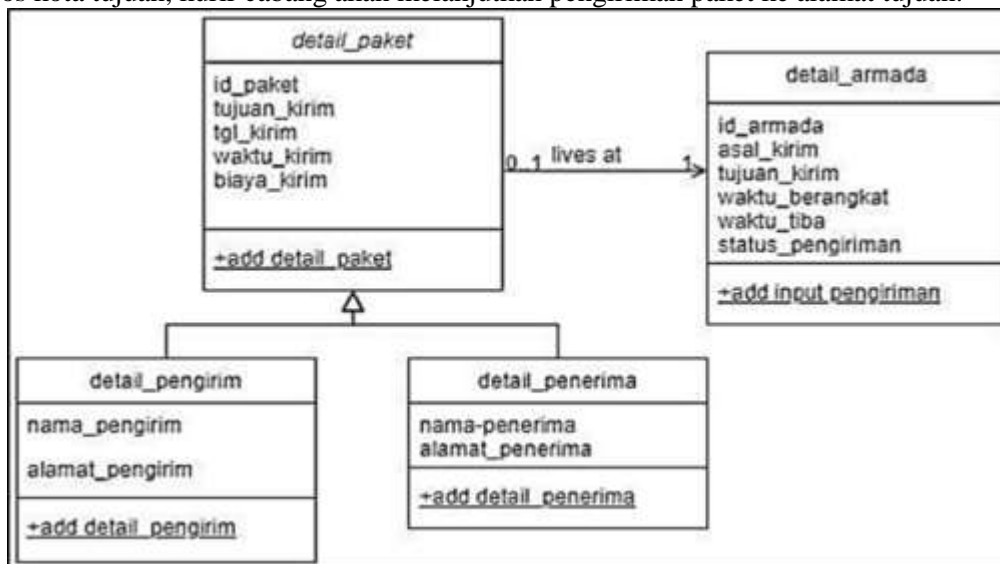 detail_paket
id_paket
tujuan_kirim
tgl_kirim
waktu_kirim
biaya_kirim
+add detail_paket
0..1 lives at 1
detail_armada
id_armada
asal_kirim
tujuan_kirim
waktu_berangkat
waktu_tiba
status_pengiriman
+add input pengiriman
detail_pengirim
nama_pengirim
alamat_pengirim
+add detail_pengirim
detail_penerima
nama-penerima
alamat_penerima
+add detail_penerima